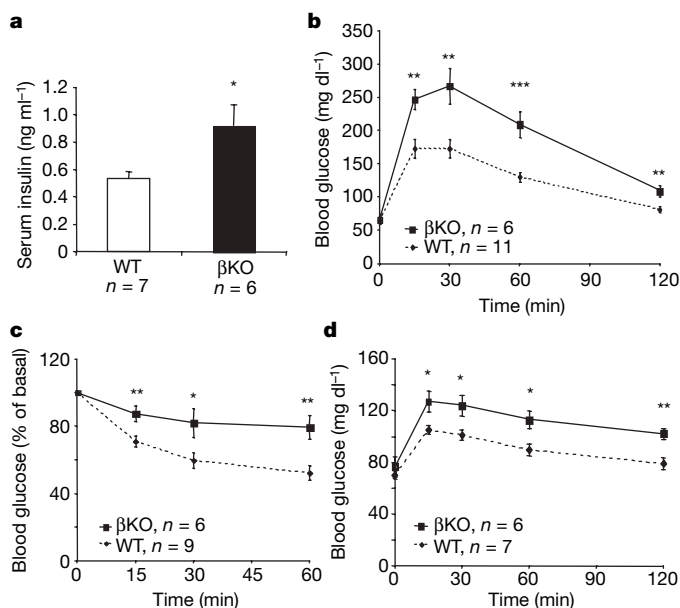 a
Serum insulin (ng ml⁻¹)
1.2
1.0
0.8
0.6
0.4
0.2
0
*
WT
n = 7
βKO
n = 6
b
Blood glucose (mg dl⁻¹)
350
300
250
200
150
100
50
0
**
**
***
**
βKO, n = 6
WT, n = 11
0
30
60
90
120
Time (min)
c
Blood glucose (% of basal)
120
80
40
0
**
*
**
βKO, n = 6
WT, n = 9
0
15
30
45
60
Time (min)
d
Blood glucose (mg dl⁻¹)
160
120
80
40
0
*
*
*
**
βKO, n = 6
WT, n = 7
0
30
60
90
120
Time (min)